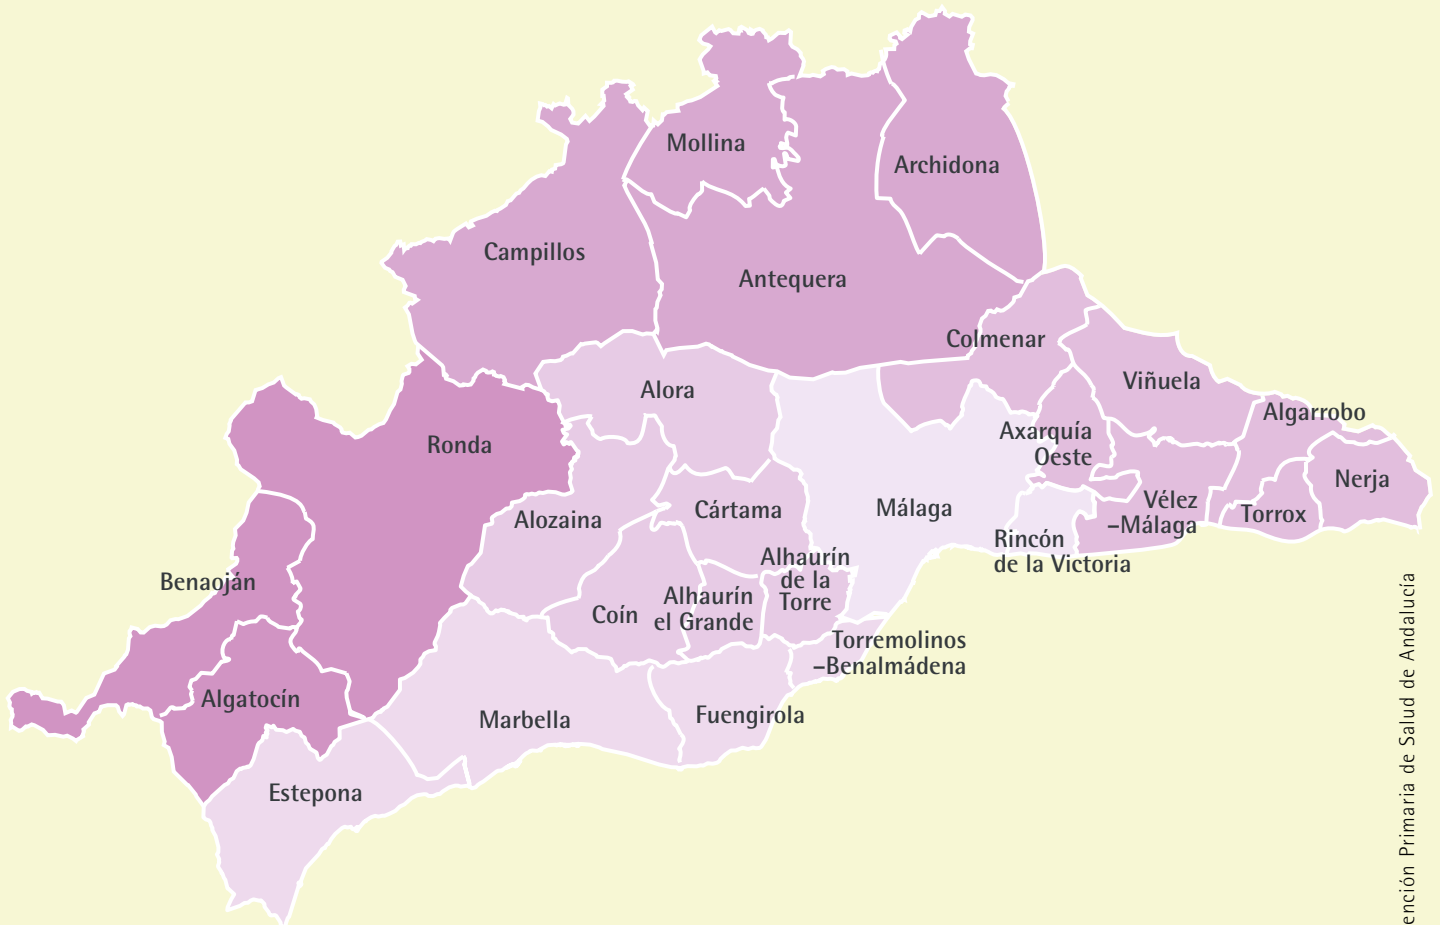 Mollina
Archidona
Campillos
Antequera
Colmenar
Viñuela
Alora
Algarrobo
Ronda
Axarquía
Oeste
Nerja
Cártama
Málaga
Vélez
–Málaga
Torrox
Alozaina
Rincón
de la Victoria
Alhaurín
de la
Torre
Benaoján
Coín
Alhaurín
el Grande
Torremolinos
–Benalmádena
Algatocín
Marbella
Fuengirola
Estepona
ención Primaria de Salud de Andalucía